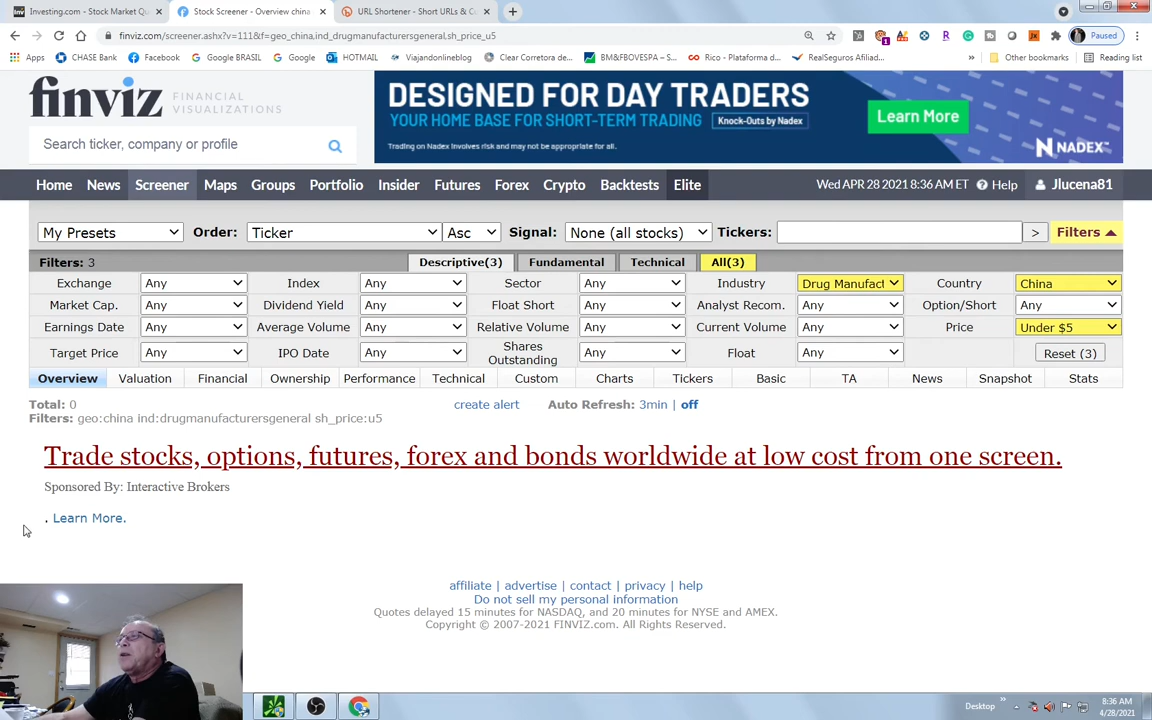 Investing.com - Stock Market Qu
Stock Screener - Overview china
URL Shortener - Short URLs & C
finviz.com/screener.ashx?v=111&f=geo_china,ind_drugmanufacturersgeneral,sh_price_u5
Paused
Apps
CHASE Bank
Facebook
Google BRASIL
Google
HOTMAIL
Viajandonlineblog
Clear Corretora de...
BM&FBOVESPA – S...
Rico - Plataforma d...
RealSeguros Afiliad...
»
Other bookmarks
Reading list
finviz
FINANCIAL
VISUALIZATIONS
Search ticker, company or profile
DESIGNED FOR DAY TRADERS
YOUR HOME BASE FOR SHORT-TERM TRADING
Knock-Outs by Nadex
Trading on Nadex involves risk and may not be appropriate for all.
Learn More
NADEX
Home News Screener Maps Groups Portfolio Insider Futures Forex Crypto Backtests Elite
Wed APR 28 2021 8:36 AM ET
Help
Jlucena81
My Presets
Order: Ticker Asc
Signal: None (all stocks)
Tickers: >
Filters
Filters: 3
Descriptive(3) Fundamental Technical All(3)
Exchange Any Index Any Sector Any Industry Drug Manufact Country China
Market Cap. Any Dividend Yield Any Float Short Any Analyst Recom. Any Option/Short Any
Earnings Date Any Average Volume Any Relative Volume Any Current Volume Any Price Under $5
Target Price Any IPO Date Any Shares Outstanding Any Float Any Reset (3)
Overview Valuation Financial Ownership Performance Technical Custom Charts Tickers Basic TA News Snapshot Stats
Total: 0
create alert
Auto Refresh: 3min | off
Filters: geo:china ind:drugmanufacturersgeneral sh_price:u5
Trade stocks, options, futures, forex and bonds worldwide at low cost from one screen.
Sponsored By: Interactive Brokers
. Learn More.
affiliate | advertise | contact | privacy | help
Do not sell my personal information
Quotes delayed 15 minutes for NASDAQ, and 20 minutes for NYSE and AMEX.
Copyright © 2007-2021 FINVIZ.com. All Rights Reserved.
Desktop
8:36 AM
4/28/2021